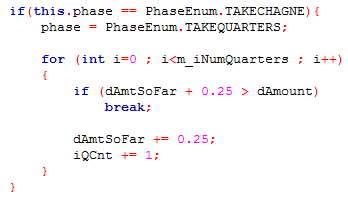 if(this.phase == PhaseEnum.TAKECHAGNE){
phase = PhaseEnum.TAKEQUARTERS;
for (int i=0 ; i<m_iNumQuarters ; i++)
{
if (dAmtSoFar + 0.25 > dAmount)
break;
dAmtSoFar += 0.25;
iQCnt += 1;
}
}